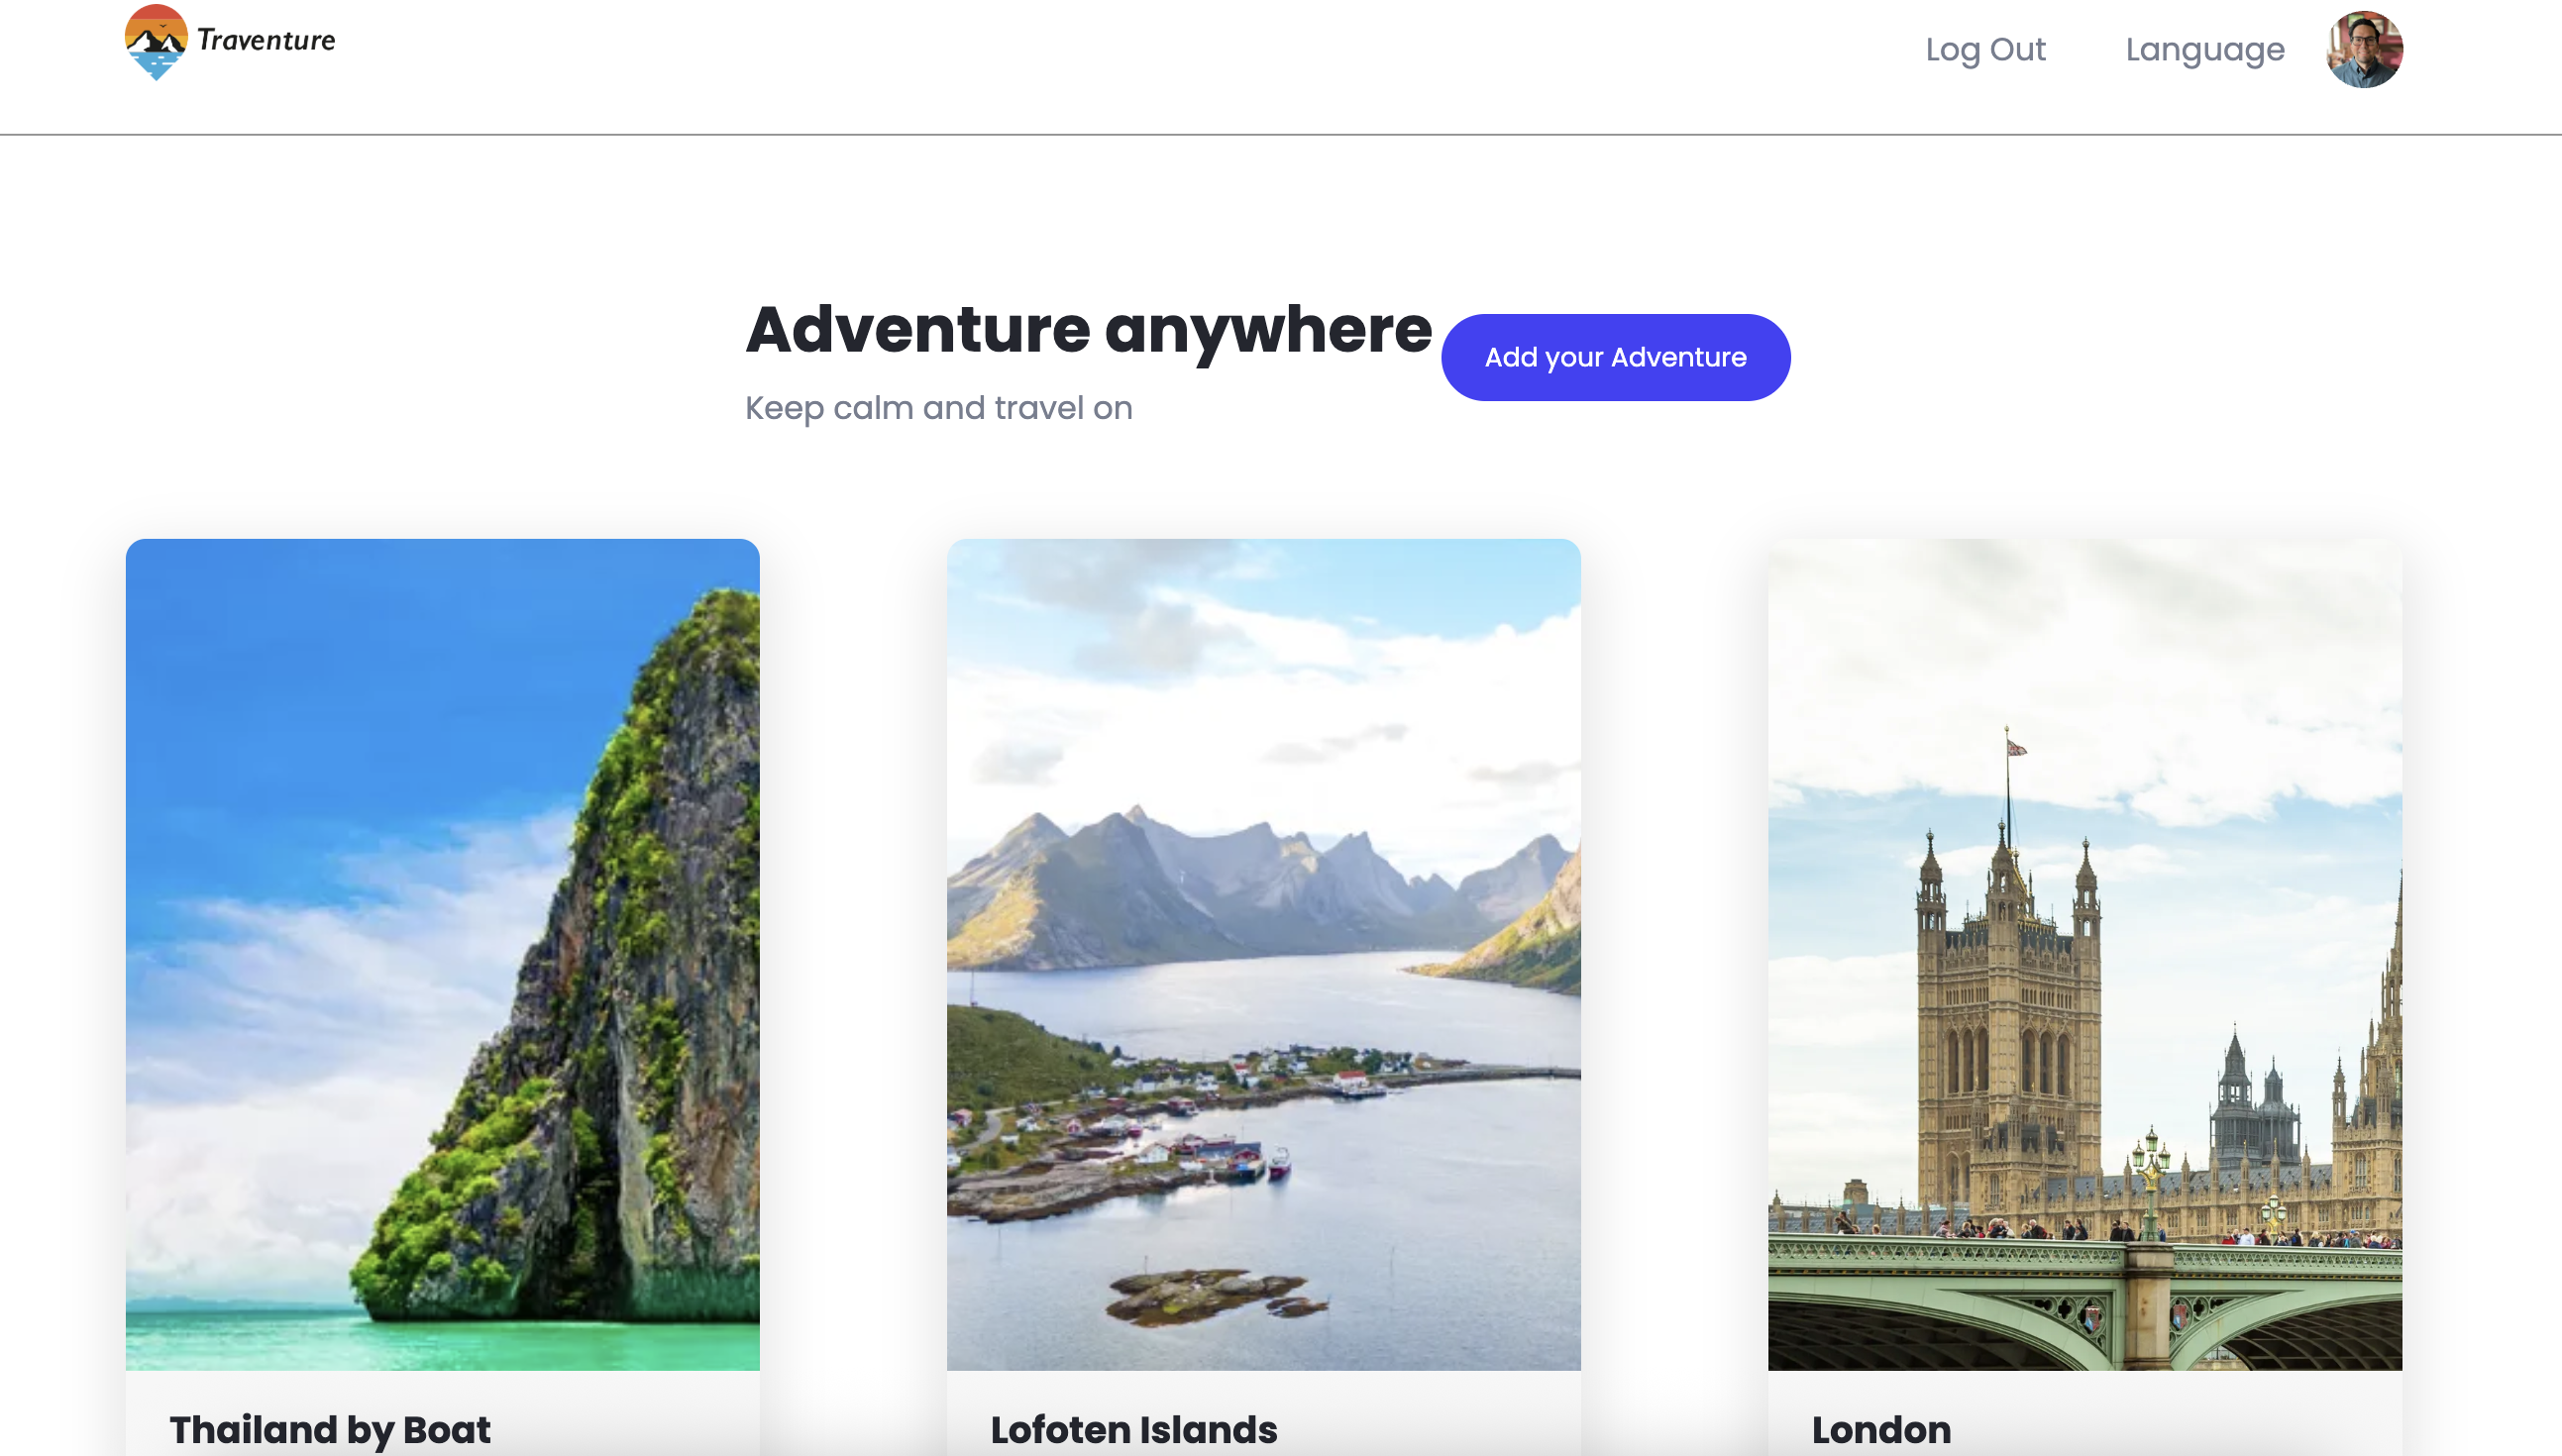 Traventure
Log Out
Language
Adventure anywhere
Add your Adventure
Keep calm and travel on
Thailand by Boat
Lofoten Islands
London